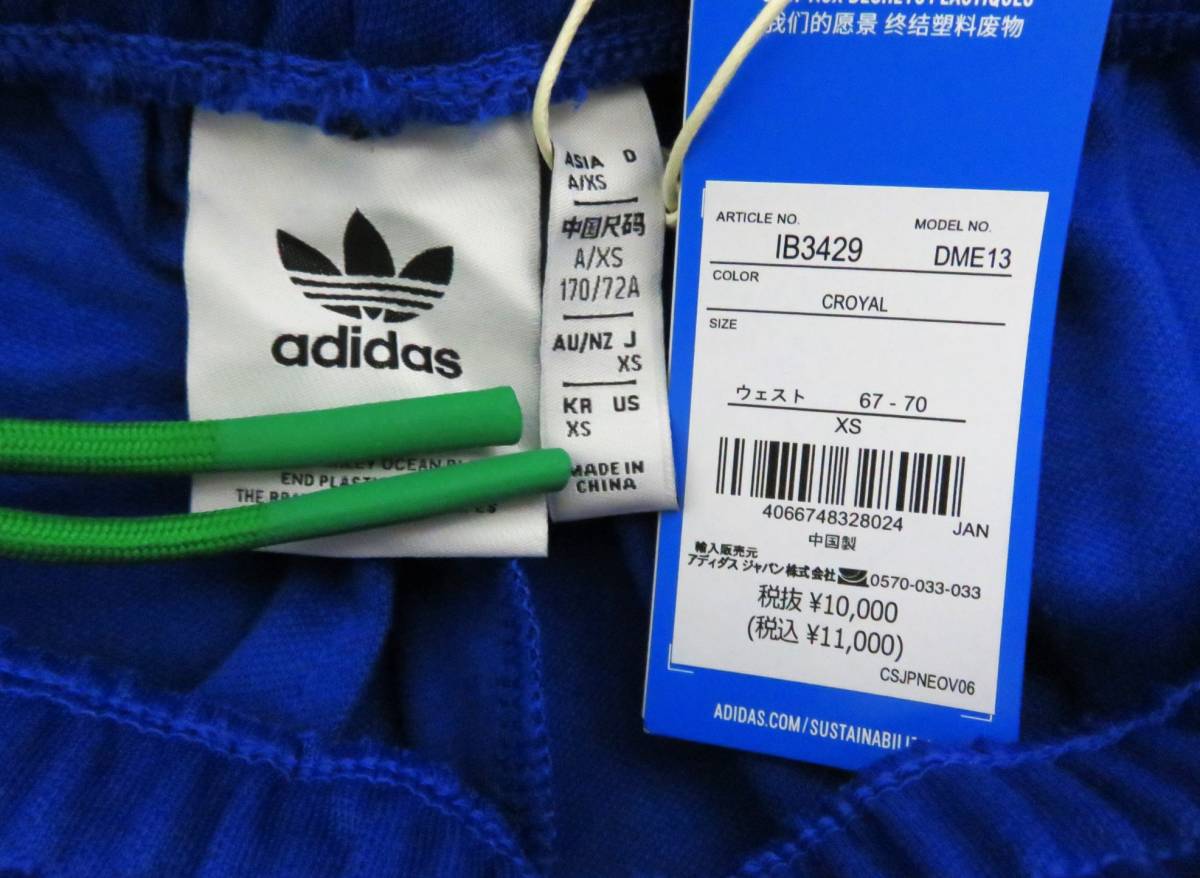 adidas
OCEAN
END
THE
ASIA D
A/XS
中国尺码
A/XS
170/72A
AU/NZ J
XS
KR US
XS
MADE IN
CHINA
我们的愿景 终结塑料废物
ARTICLE NO. MODEL NO.
IB3429 DME13
COLOR
CROYAL
SIZE
ウェスト 67 - 70
XS
4066748328024 JAN
中国製
輸入販売元
アディダス ジャパン株式会社 0570-033-033
税抜 ¥10,000
(税込 ¥11,000)
CSJPNEOV06
ADIDAS.COM/SUSTAINABILI